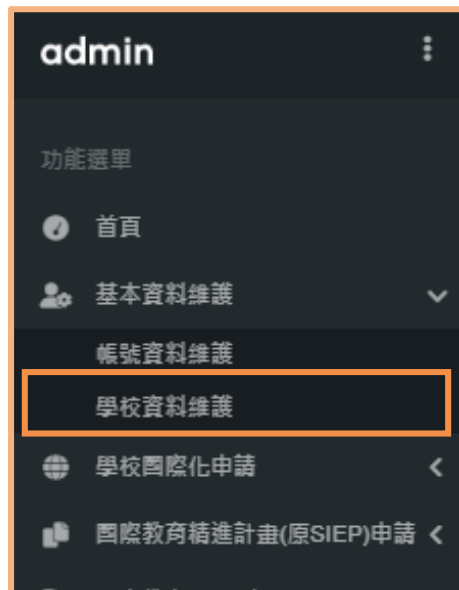 admin
功能選單
首頁
基本資料維護
帳號資料維護
學校資料維護
學校國際化申請
國際教育精進計畫(原SIEP)申請